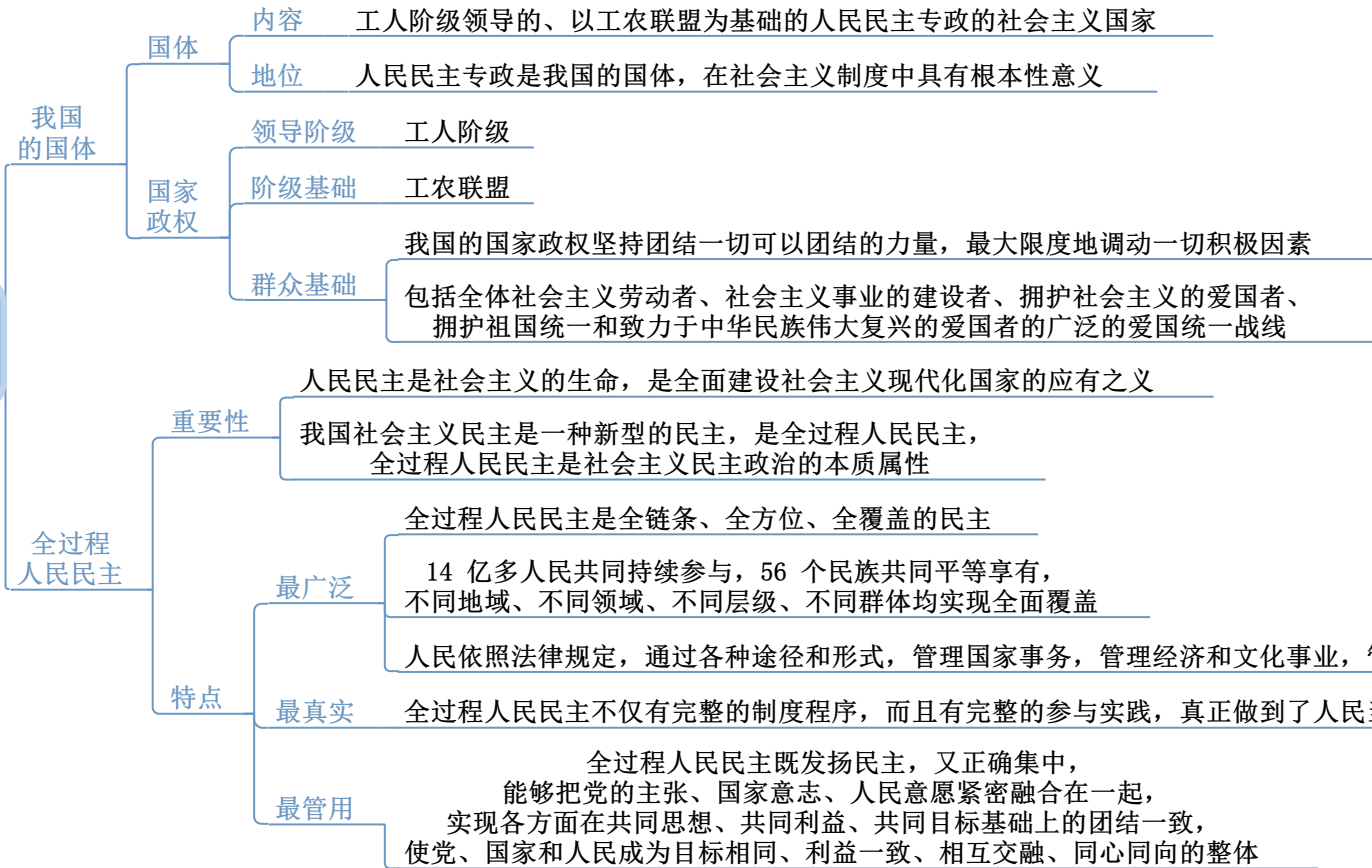 我国
的国体
国体
内容
工人阶级领导的、以工农联盟为基础的人民民主专政的社会主义国家
地位
人民民主专政是我国的国体，在社会主义制度中具有根本性意义
国家
政权
领导阶级
工人阶级
阶级基础
工农联盟
群众基础
我国的国家政权坚持团结一切可以团结的力量，最大限度地调动一切积极因素
包括全体社会主义劳动者、社会主义事业的建设者、拥护社会主义的爱国者、
拥护祖国统一和致力于中华民族伟大复兴的爱国者的广泛的爱国统一战线
全过程
人民民主
重要性
人民民主是社会主义的生命，是全面建设社会主义现代化国家的应有之义
我国社会主义民主是一种新型的民主，是全过程人民民主，
全过程人民民主是社会主义民主政治的本质属性
特点
最广泛
全过程人民民主是全链条、全方位、全覆盖的民主
14 亿多人民共同持续参与，56 个民族共同平等享有，
不同地域、不同领域、不同层级、不同群体均实现全面覆盖
人民依照法律规定，通过各种途径和形式，管理国家事务，管理经济和文化事业，
最真实
全过程人民民主不仅有完整的制度程序，而且有完整的参与实践，真正做到了人民
最管用
全过程人民民主既发扬民主，又正确集中，
能够把党的主张、国家意志、人民意愿紧密融合在一起，
实现各方面在共同思想、共同利益、共同目标基础上的团结一致，
使党、国家和人民成为目标相同、利益一致、相互交融、同心同向的整体